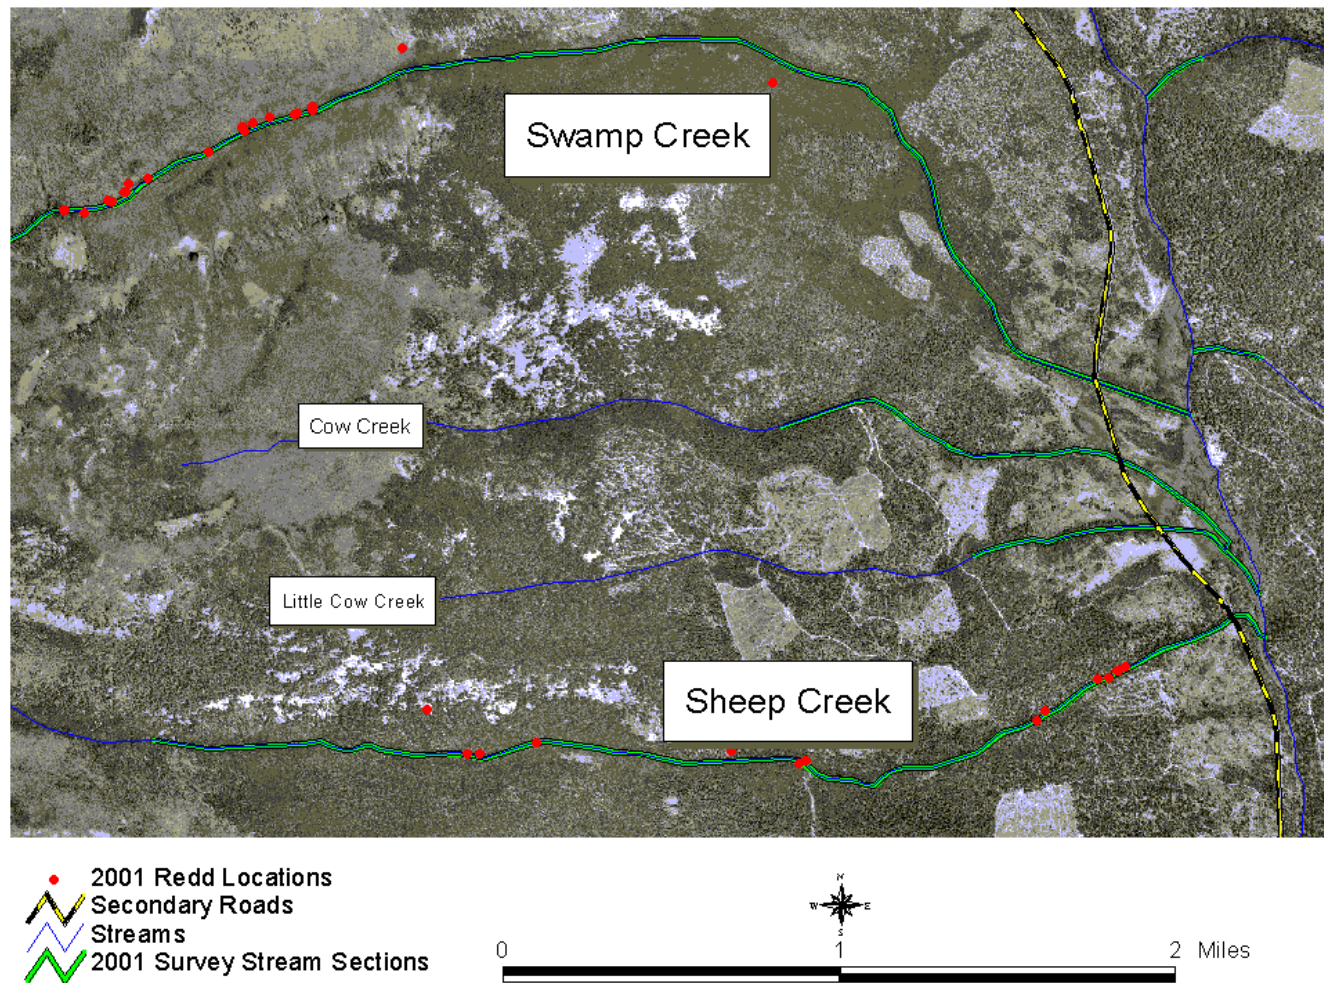 Swamp Creek
Cow Creek
Little Cow Creek
Sheep Creek
2001 Redd Locations
Secondary Roads
Streams
2001 Survey Stream Sections
N
W E
S
0 1 2 Miles